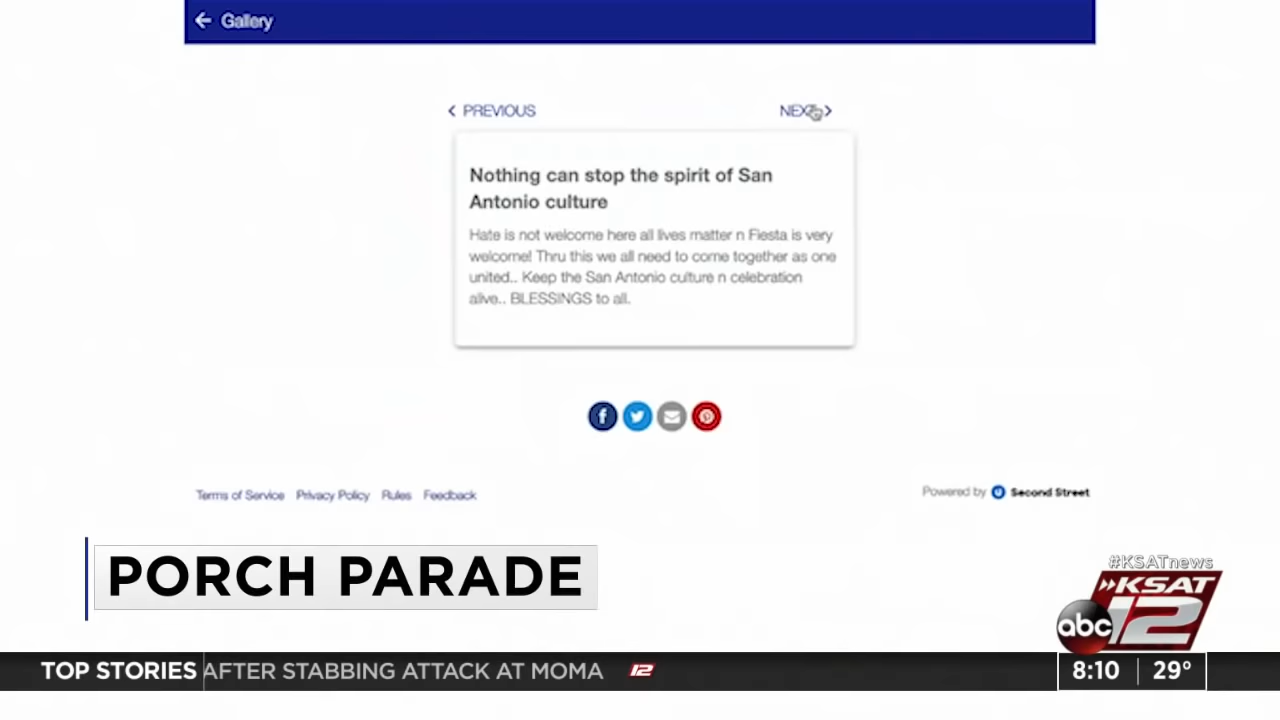 Gallery
PREVIOUS
NEXT
Nothing can stop the spirit of San
Antonio culture
Hate is not welcome here all lives matter n Fiesta is very
welcome! Thru this we all need to come together as one
united.. Keep the San Antonio culture n celebration
alive.. BLESSINGS to all.
Terms of Service Privacy Policy Rules Feedback
Powered by Second Street
PORCH PARADE
#KSATnews
KSAT
abc 12
TOP STORIES AFTER STABBING ATTACK AT MOMA 12
8:10 29°